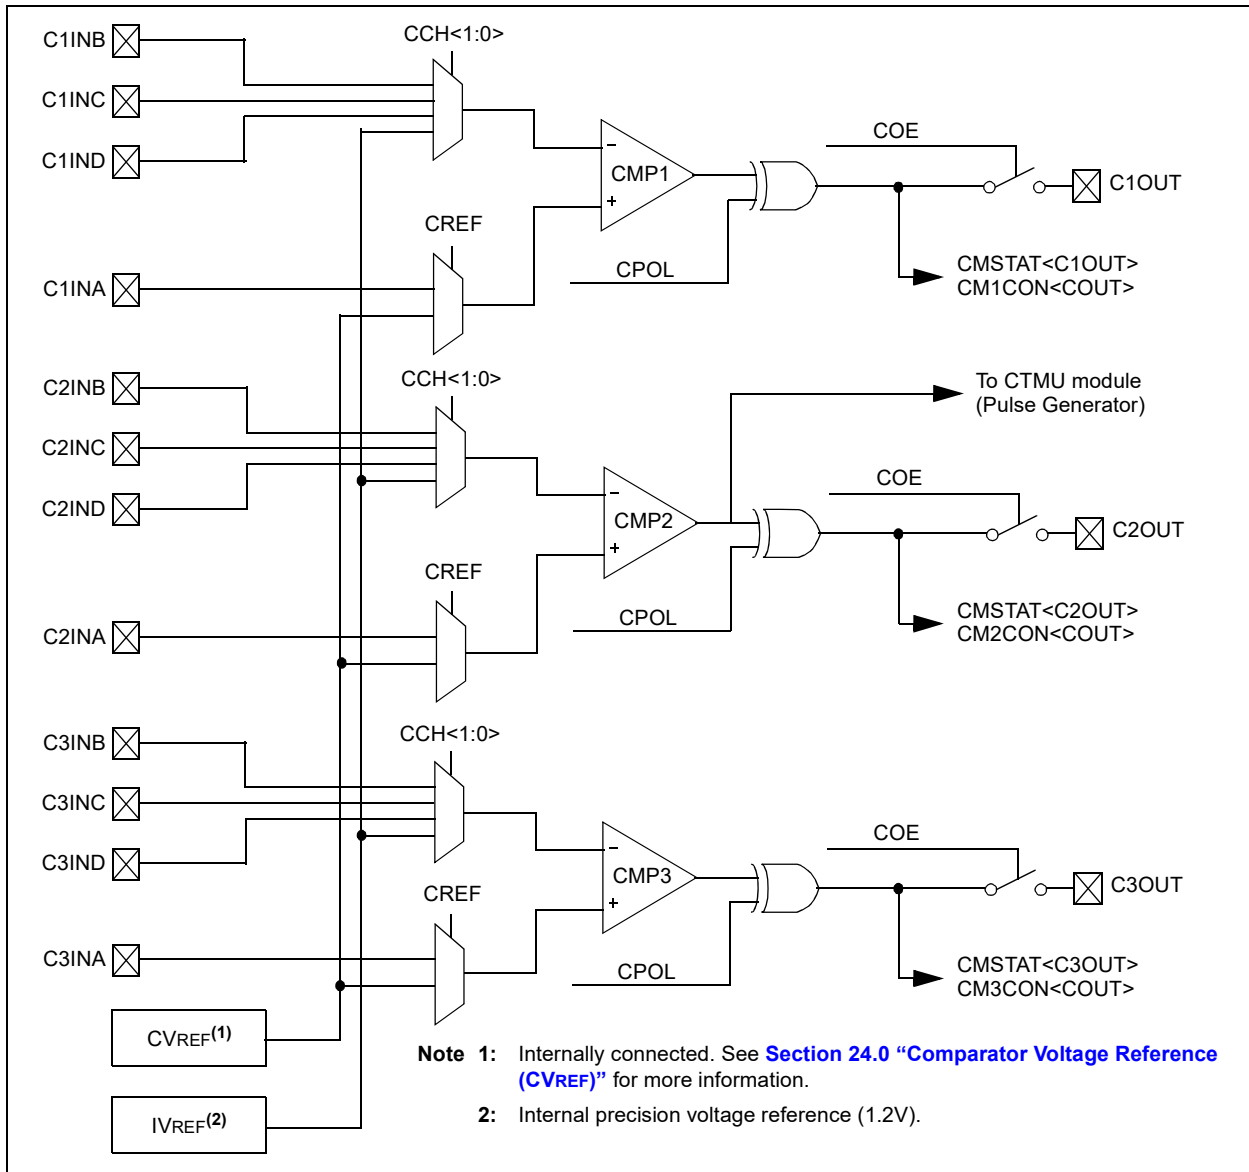 C1INB
CCH<1:0>
C1INC
C1IND
COE
CMP1
-
+
C1OUT
CREF
CPOL
C1INA
CMSTAT<C1OUT>
CM1CON<COUT>
C2INB
CCH<1:0>
To CTMU module
(Pulse Generator)
C2INC
C2IND
COE
CMP2
-
+
C2OUT
CREF
CPOL
C2INA
CMSTAT<C2OUT>
CM2CON<COUT>
C3INB
CCH<1:0>
C3INC
C3IND
COE
CMP3
-
+
C3OUT
CREF
CPOL
C3INA
CMSTAT<C3OUT>
CM3CON<COUT>
CVREF(1)
IVREF(2)
Note 1: Internally connected. See Section 24.0 “Comparator Voltage Reference
(CVREF)” for more information.
2: Internal precision voltage reference (1.2V).